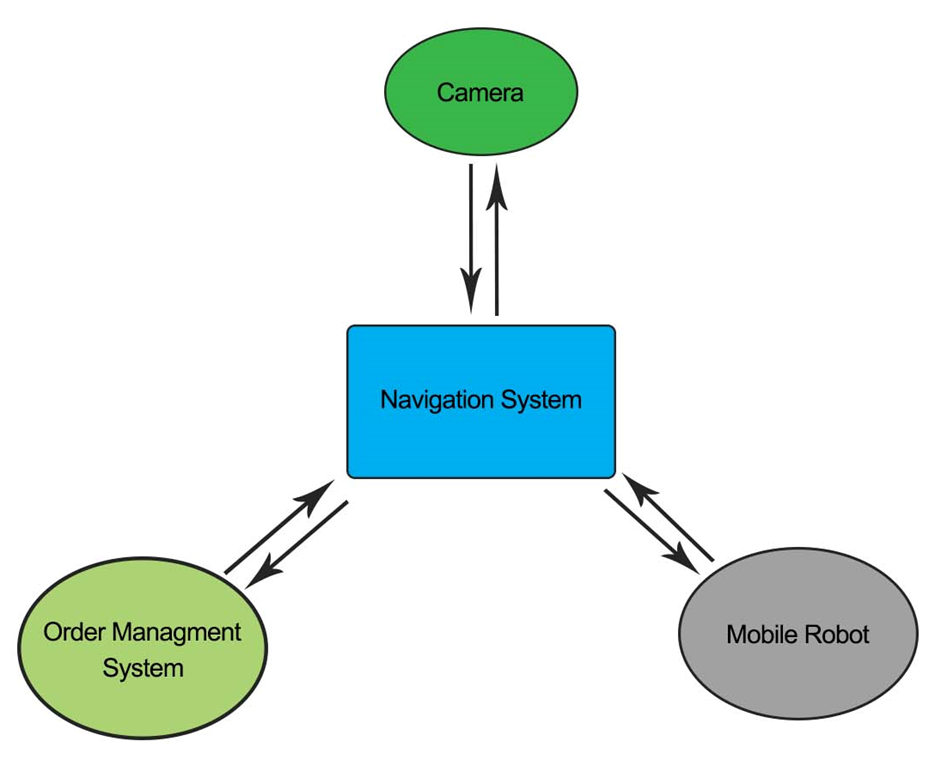 Camera
Navigation System
Order Managment
System
Mobile Robot